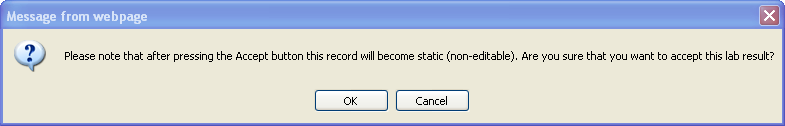 Message from webpage
Please note that after pressing the Accept button this record will become static (non-editable). Are you sure that you want to accept this lab result?
OK
Cancel